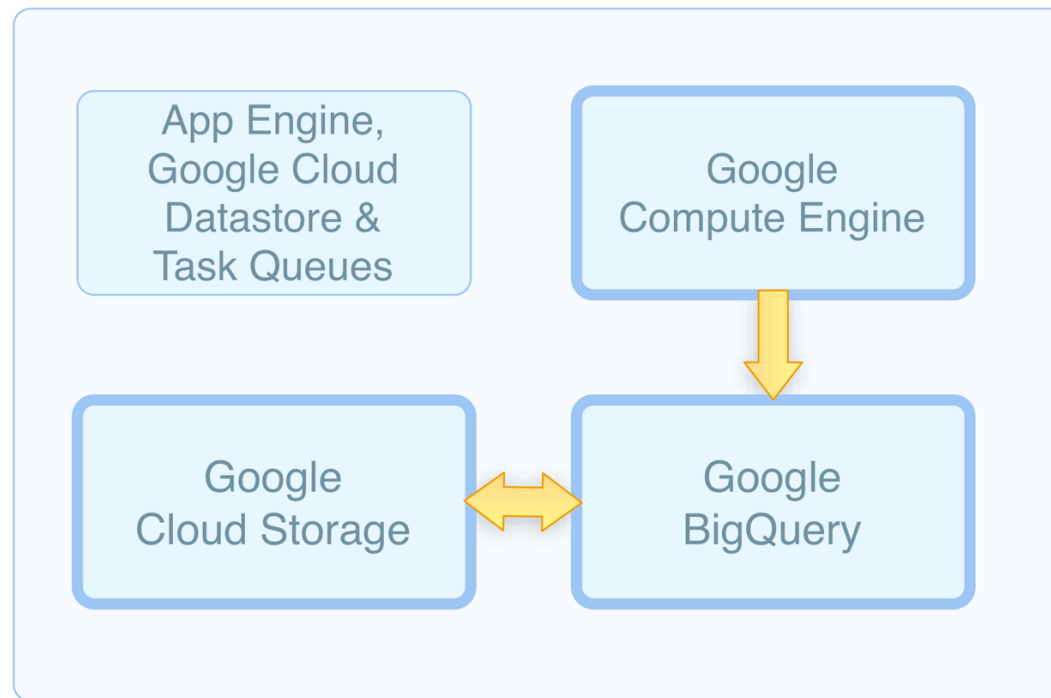 App Engine,
Google Cloud
Datastore &
Task Queues
Google
Compute Engine
Google
Cloud Storage
Google
BigQuery